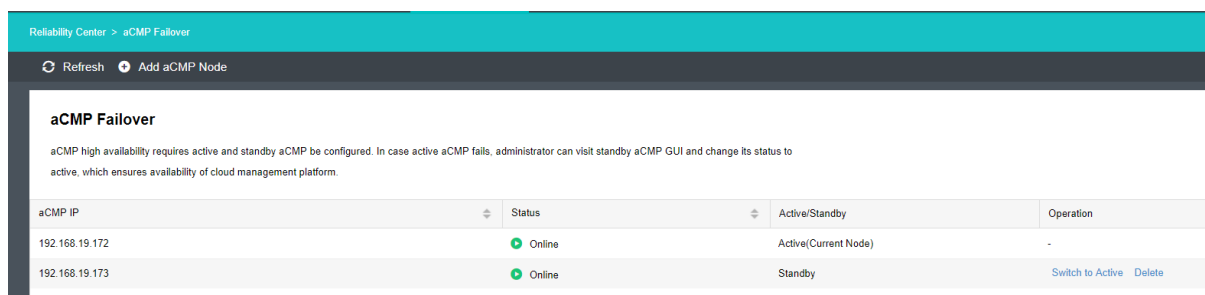 Reliability Center > aCMP Failover
Refresh Add aCMP Node
aCMP Failover
aCMP high availability requires active and standby aCMP be configured. In case active aCMP fails, administrator can visit standby aCMP GUI and change its status to
active, which ensures availability of cloud management platform.
aCMP IP Status Active/Standby Operation
192.168.19.172 Online Active(Current Node) -
192.168.19.173 Online Standby Switch to Active Delete